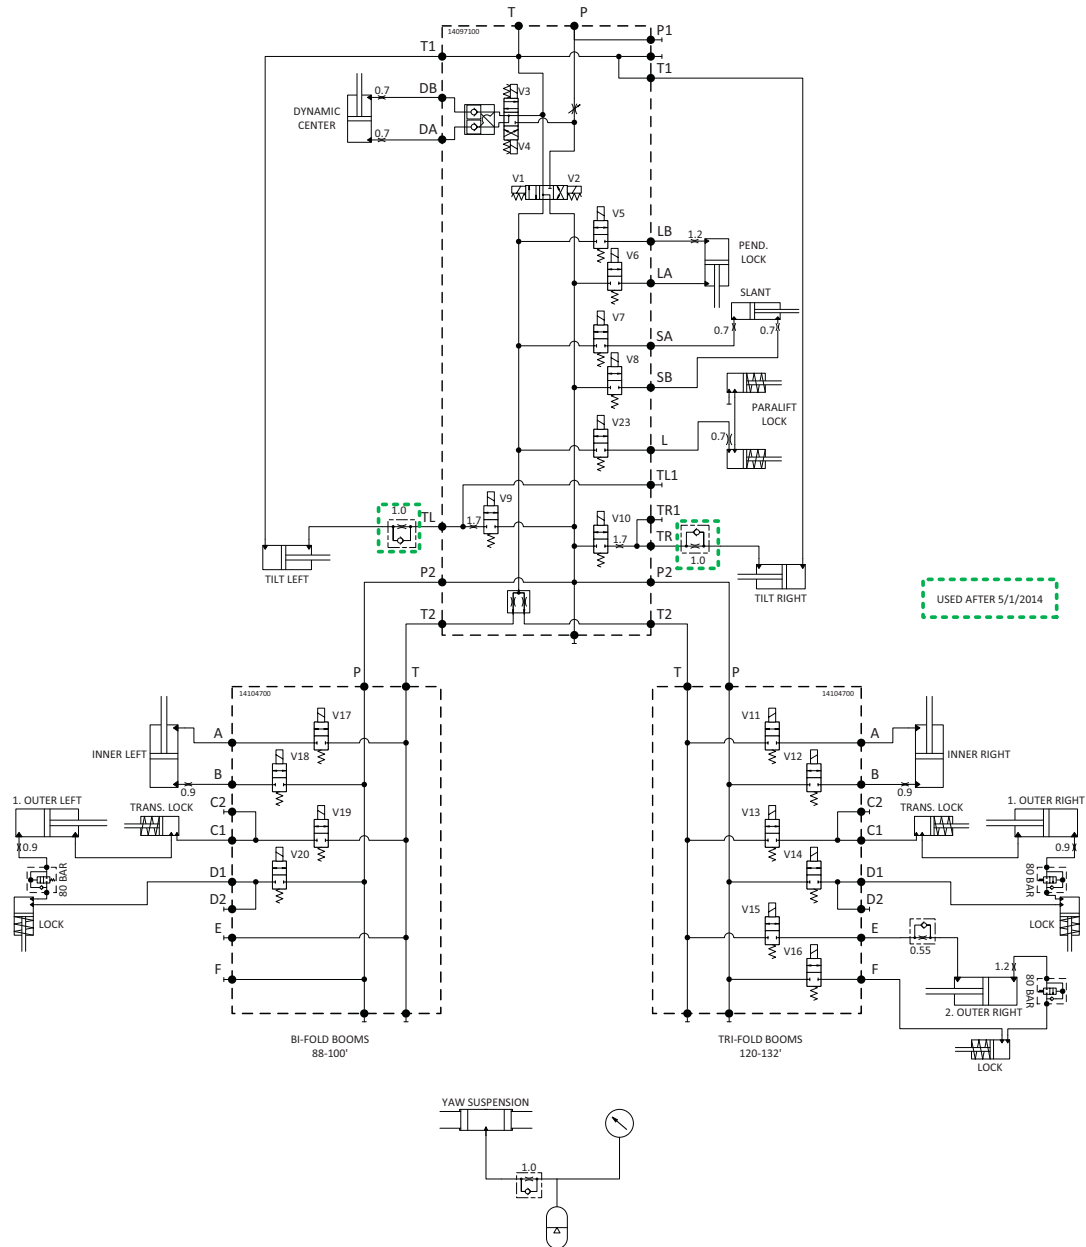 T
P
14097100
P1
T1
T1
DB
0.7
V3
DYNAMIC
CENTER
DA
0.7
V4
V1
V2
V5
LB
1.2
PEND.
LOCK
V6
LA
SLANT
V7
SA
0.7
0.7
V8
SB
PARALIFT
LOCK
V23
L
0.7
TL1
V9
1.0
TL
1.7
V10
TR1
1.7
TR
1.0
TILT LEFT
P2
P2
TILT RIGHT
USED AFTER 5/1/2014
T2
T2
P
T
T
P
14104700
14104700
V17
A
INNER LEFT
V18
B
0.9
1. OUTER LEFT
TRANS. LOCK
C2
V19
C1
0.9
V20
80 BAR
D1
D2
LOCK
E
F
BI-FOLD BOOMS
88-100'
V11
A
INNER RIGHT
V12
B
0.9
C2
TRANS. LOCK
1. OUTER RIGHT
V13
C1
0.9
V14
80 BAR
D1
D2
LOCK
V15
E
0.55
V16
F
1.2
80 BAR
2. OUTER RIGHT
LOCK
TRI-FOLD BOOMS
120-132'
YAW SUSPENSION
1.0